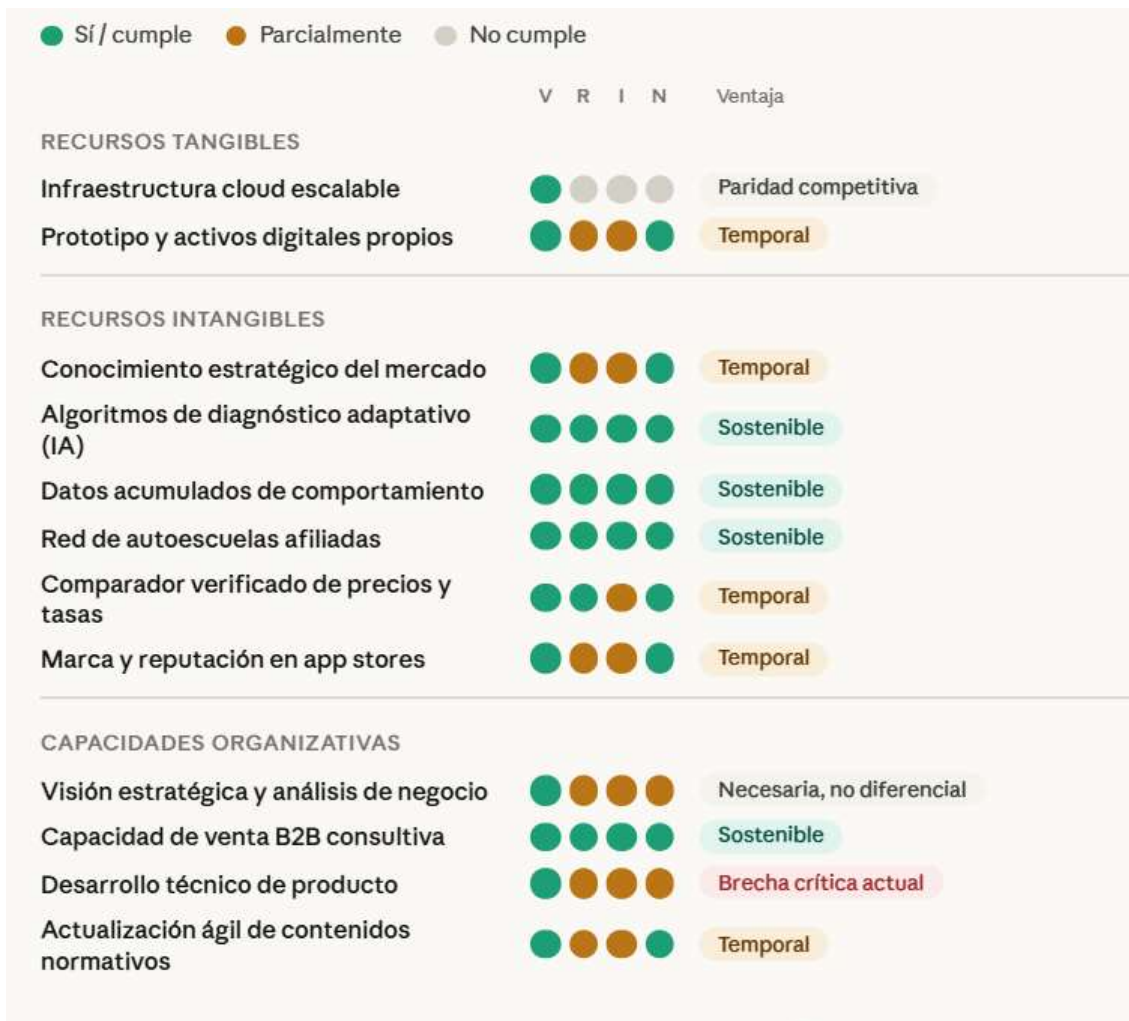 Sí / cumple Parcialmente No cumple
V R I N Ventaja
RECURSOS TANGIBLES
Infraestructura cloud escalable Paridad competitiva
Prototipo y activos digitales propios Temporal
RECURSOS INTANGIBLES
Conocimiento estratégico del mercado Temporal
Algoritmos de diagnóstico adaptativo
(IA) Sostenible
Datos acumulados de comportamiento Sostenible
Red de autoescuelas afiliadas Sostenible
Comparador verificado de precios y
tasas Temporal
Marca y reputación en app stores Temporal
CAPACIDADES ORGANIZATIVAS
Visión estratégica y análisis de negocio Necesaria, no diferencial
Capacidad de venta B2B consultiva Sostenible
Desarrollo técnico de producto Brecha crítica actual
Actualización ágil de contenidos
normativos Temporal